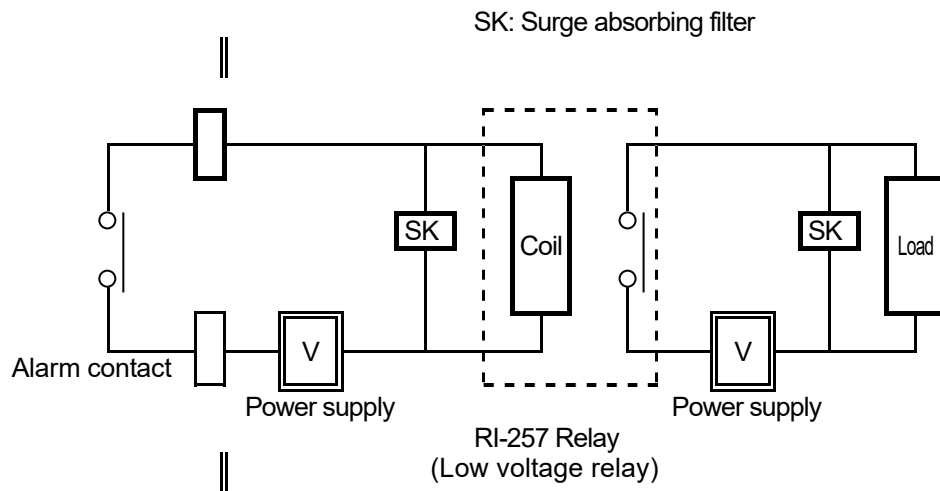 SK: Surge absorbing filter
SK
Coil
SK
Load
V
V
Alarm contact
Power supply
Power supply
RI-257 Relay
(Low voltage relay)